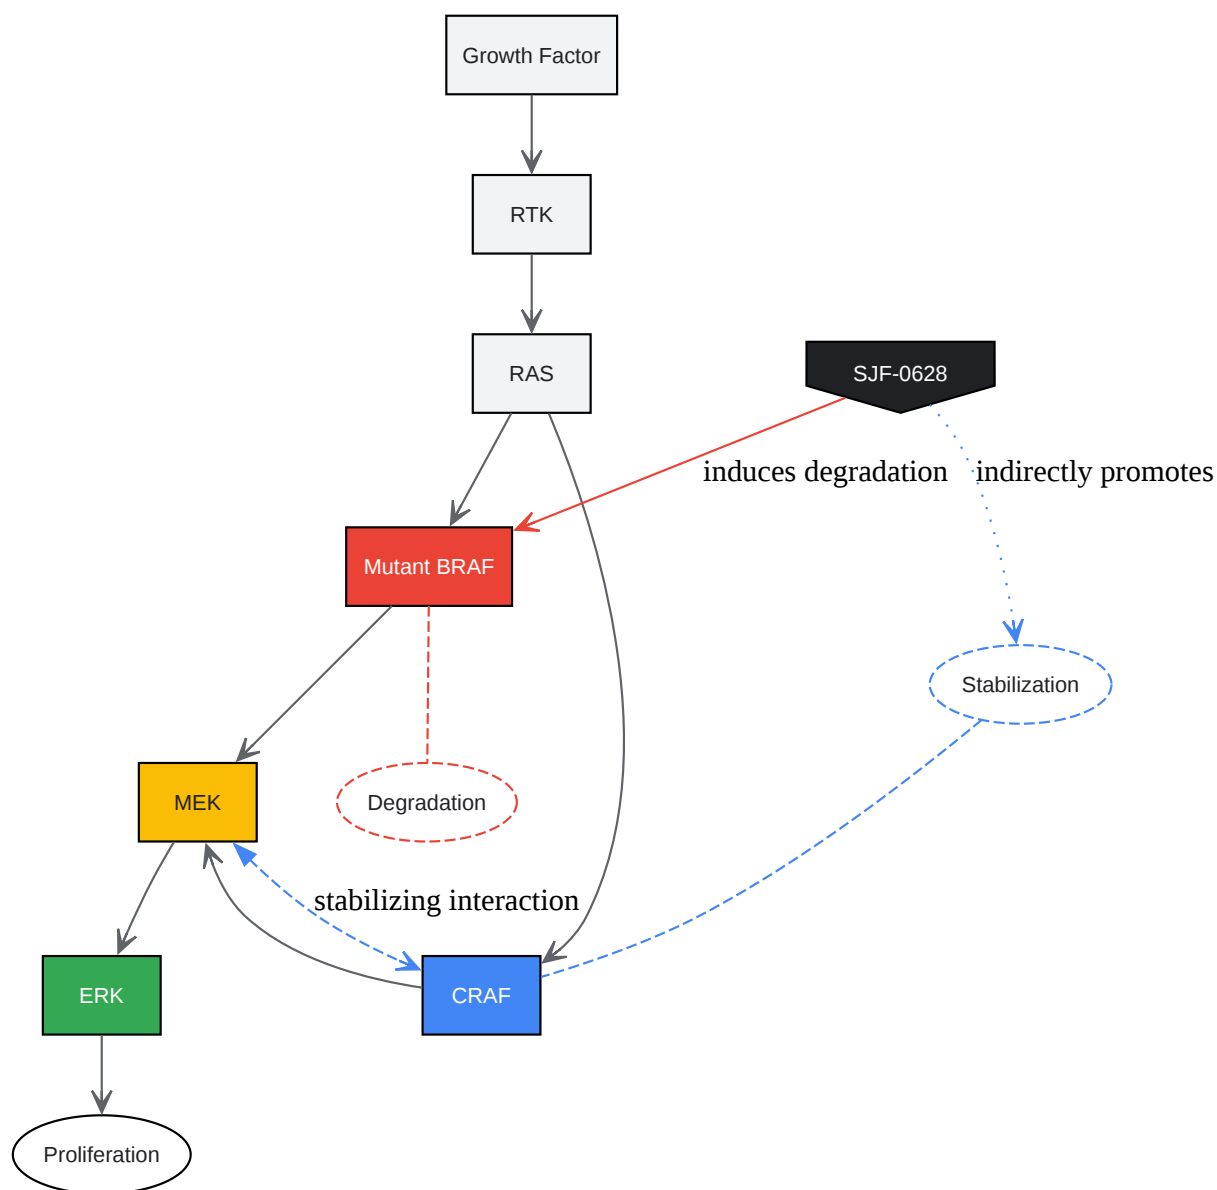 Growth Factor
RTK
RAS
SJF-0628
induces degradation
indirectly promotes
Mutant BRAF
Stabilization
MEK
Degradation
stabilizing interaction
ERK
CRAF
Proliferation